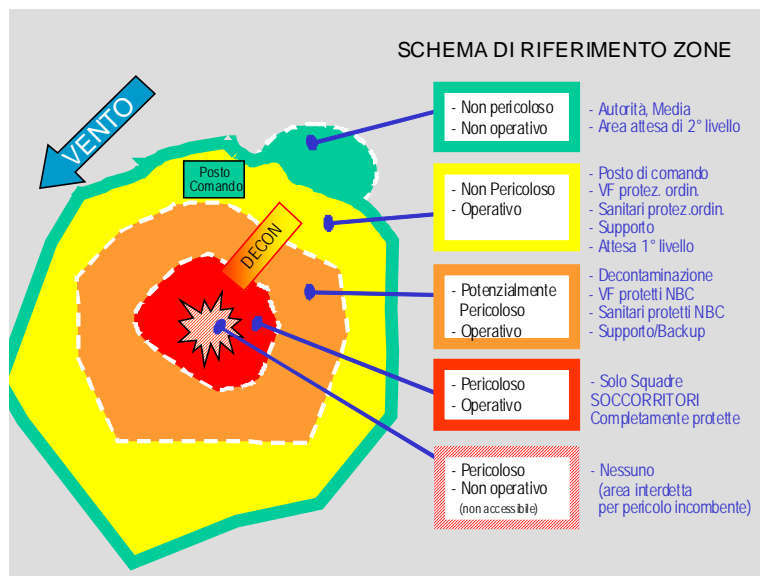 SCHEMA DI RIFERIMENTO ZONE
VENTO
Posto
Comando
DECON
- Non pericoloso
- Non operativo
- Autorità, Media
- Area attesa di 2° livello
- Non Pericoloso
- Operativo
- Posto di comando
- VF protez. ordin.
- Sanitari protez.ordin.
- Supporto
- Attesa 1° livello
- Potenzialmente
Pericoloso
- Operativo
- Decontaminazione
- VF protetti NBC
- Sanitari protetti NBC
- Supporto/Backup
- Pericoloso
- Operativo
- Solo Squadre
SOCCORRITORI
Completamente protette
- Pericoloso
- Non operativo
(non accessibile)
- Nessuno
(area interdetta
per pericolo incombente)